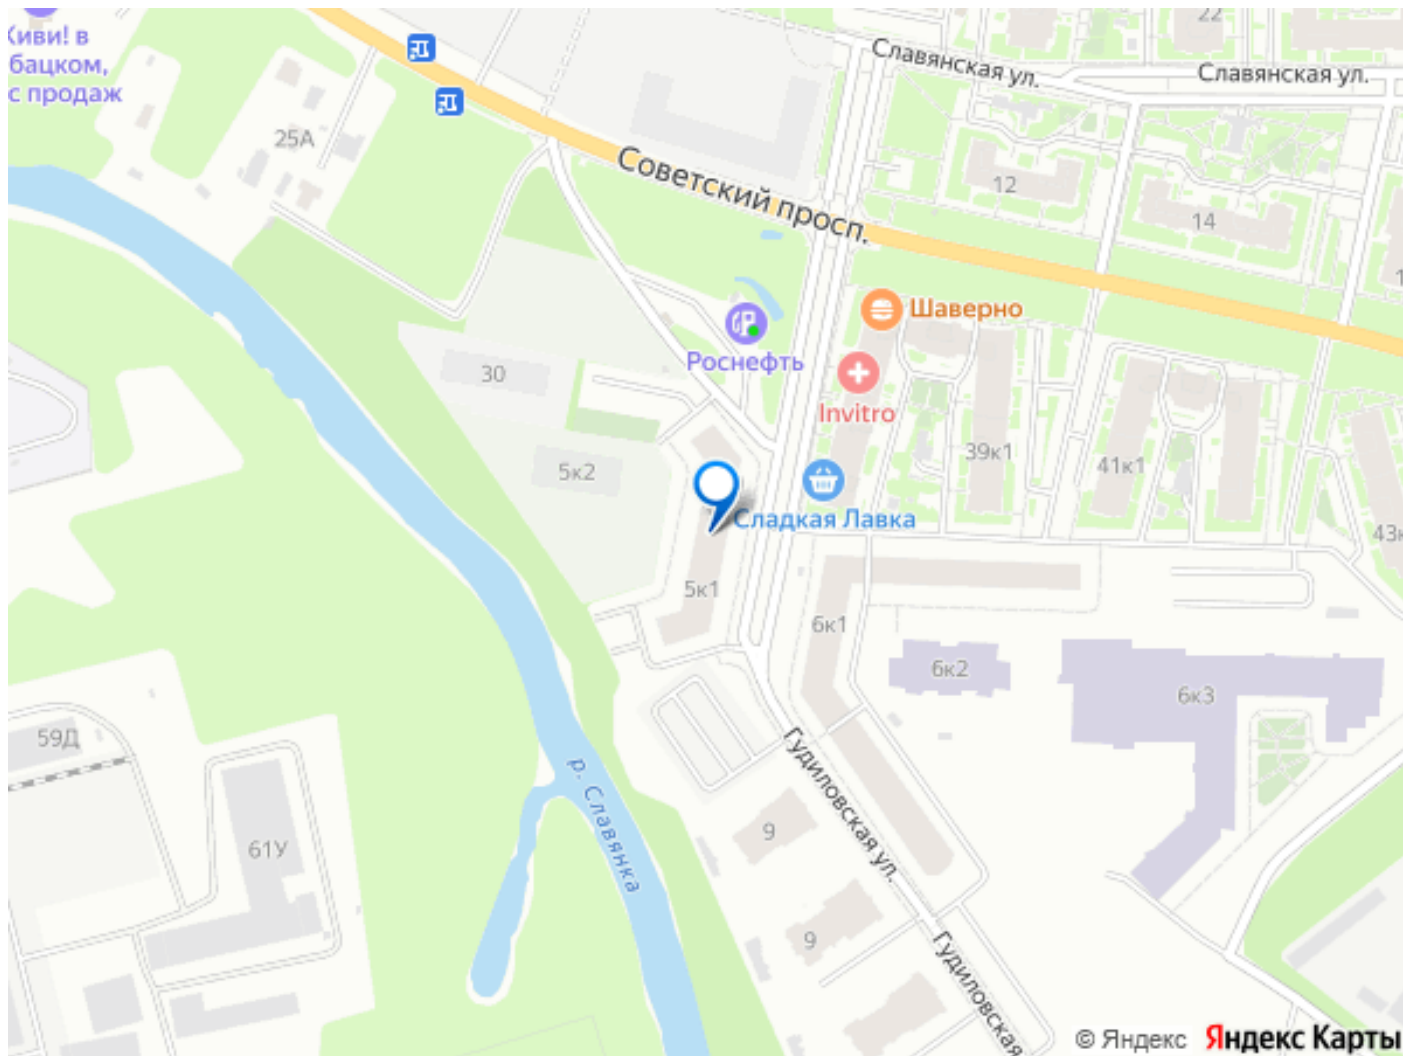 Киви! в
бацком,
с продаж
25А
22
Славянская ул.
Славянская ул.
Советский просп.
12
14
Шаверно
Роснефть
Invitro
30
39к1
41к1
5к2
Сладкая Лавка
43к
5к1
6к1
6к2
6к3
59Д
р. Славянка
Гудиловская ул.
9
61У
9
Гудиловская
© Яндекс
Яндекс Карты